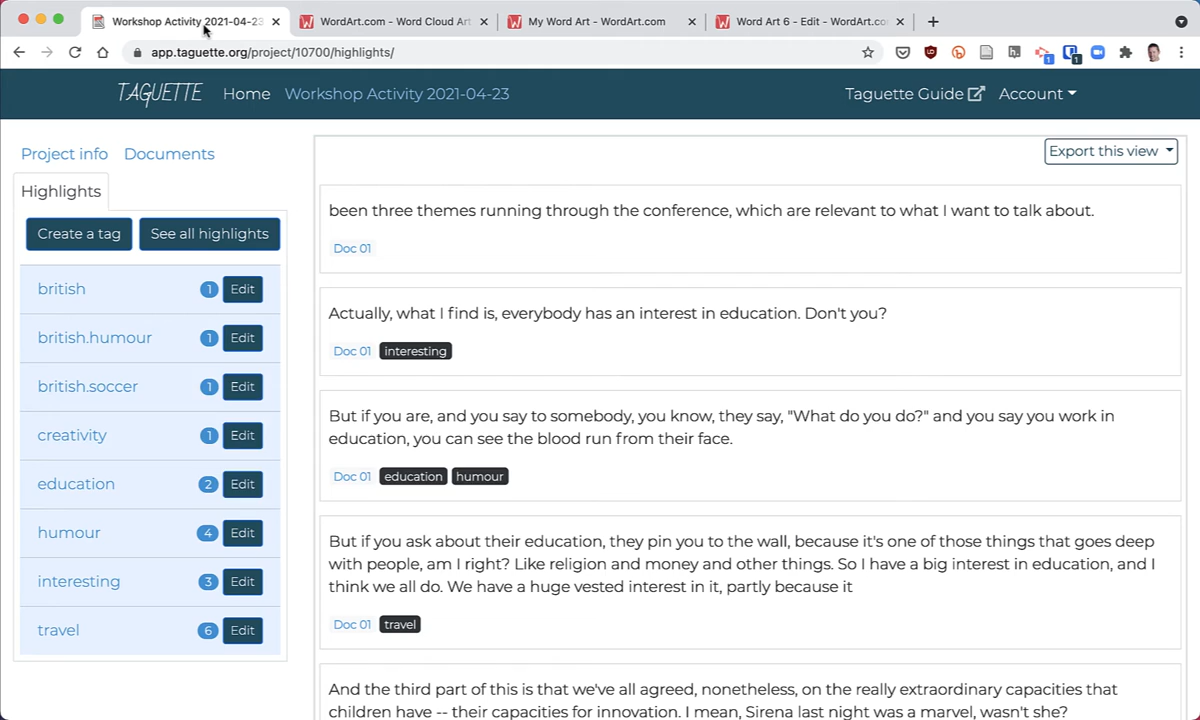 Workshop Activity 2021-04-23
WordArt.com - Word Cloud Art
My Word Art - WordArt.com
Word Art 6 - Edit - WordArt.co
app.taguette.org/project/10700/highlights/
TAGUETTE
Home
Workshop Activity 2021-04-23
Taguette Guide
Account
Project info
Documents
Highlights
Create a tag
See all highlights
british 1 Edit
british.humour 1 Edit
british.soccer 1 Edit
creativity 1 Edit
education 2 Edit
humour 4 Edit
interesting 3 Edit
travel 6 Edit
Export this view
been three themes running through the conference, which are relevant to what I want to talk about.
Doc 01
Actually, what I find is, everybody has an interest in education. Don't you?
Doc 01 interesting
But if you are, and you say to somebody, you know, they say, "What do you do?" and you say you work in
education, you can see the blood run from their face.
Doc 01 education humour
But if you ask about their education, they pin you to the wall, because it's one of those things that goes deep
with people, am I right? Like religion and money and other things. So I have a big interest in education, and I
think we all do. We have a huge vested interest in it, partly because it
Doc 01 travel
And the third part of this is that we've all agreed, nonetheless, on the really extraordinary capacities that
children have -- their capacities for innovation. I mean, Sirena last night was a marvel, wasn't she?